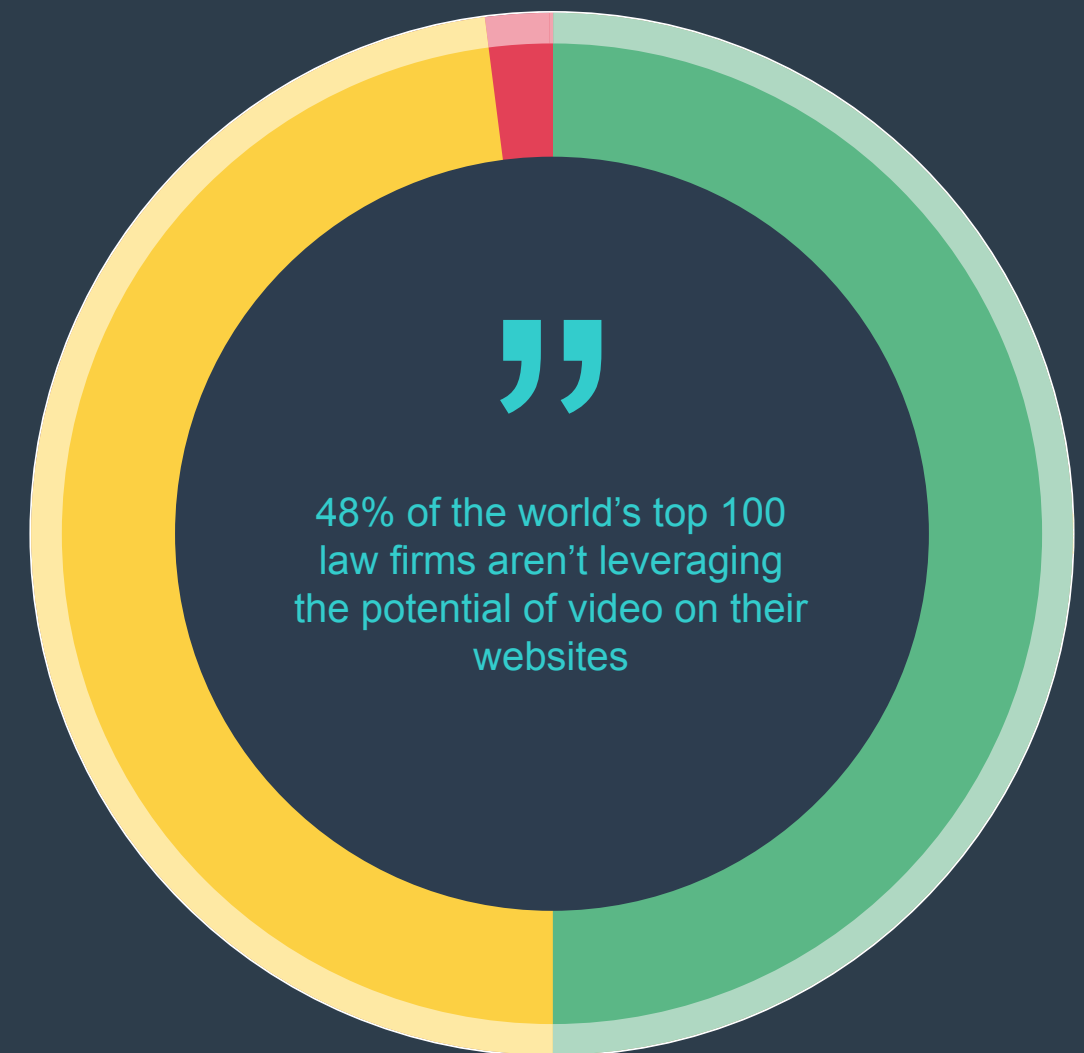 ”
48% of the world’s top 100
law firms aren’t leveraging
the potential of video on their
websites